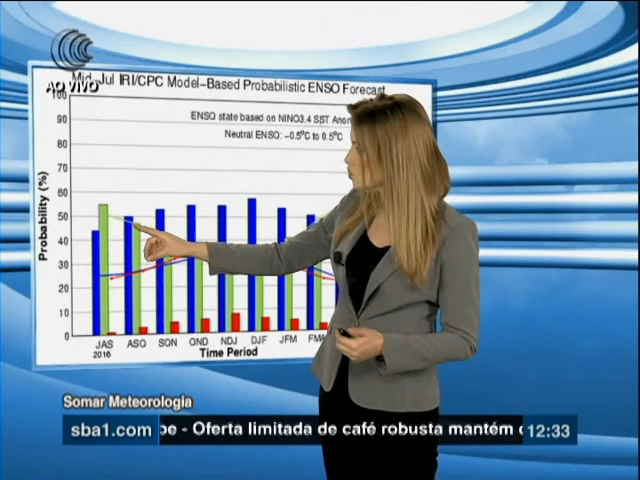 Mid-Jul IRI/CPC Model-Based Probabilistic ENSO Forecast
AO VIVO
ENSO state based on NINO3.4 SST Anom
Neutral ENSO: -0.5°C to 0.5°C
Probability (%)
100
90
80
70
60
50
40
30
20
10
0
JAS ASO SON OND NDJ DJF JFM FMA
2016
Time Period
Somar Meteorologia
sba1.com
- Oferta limitada de café robusta mantém
12:33